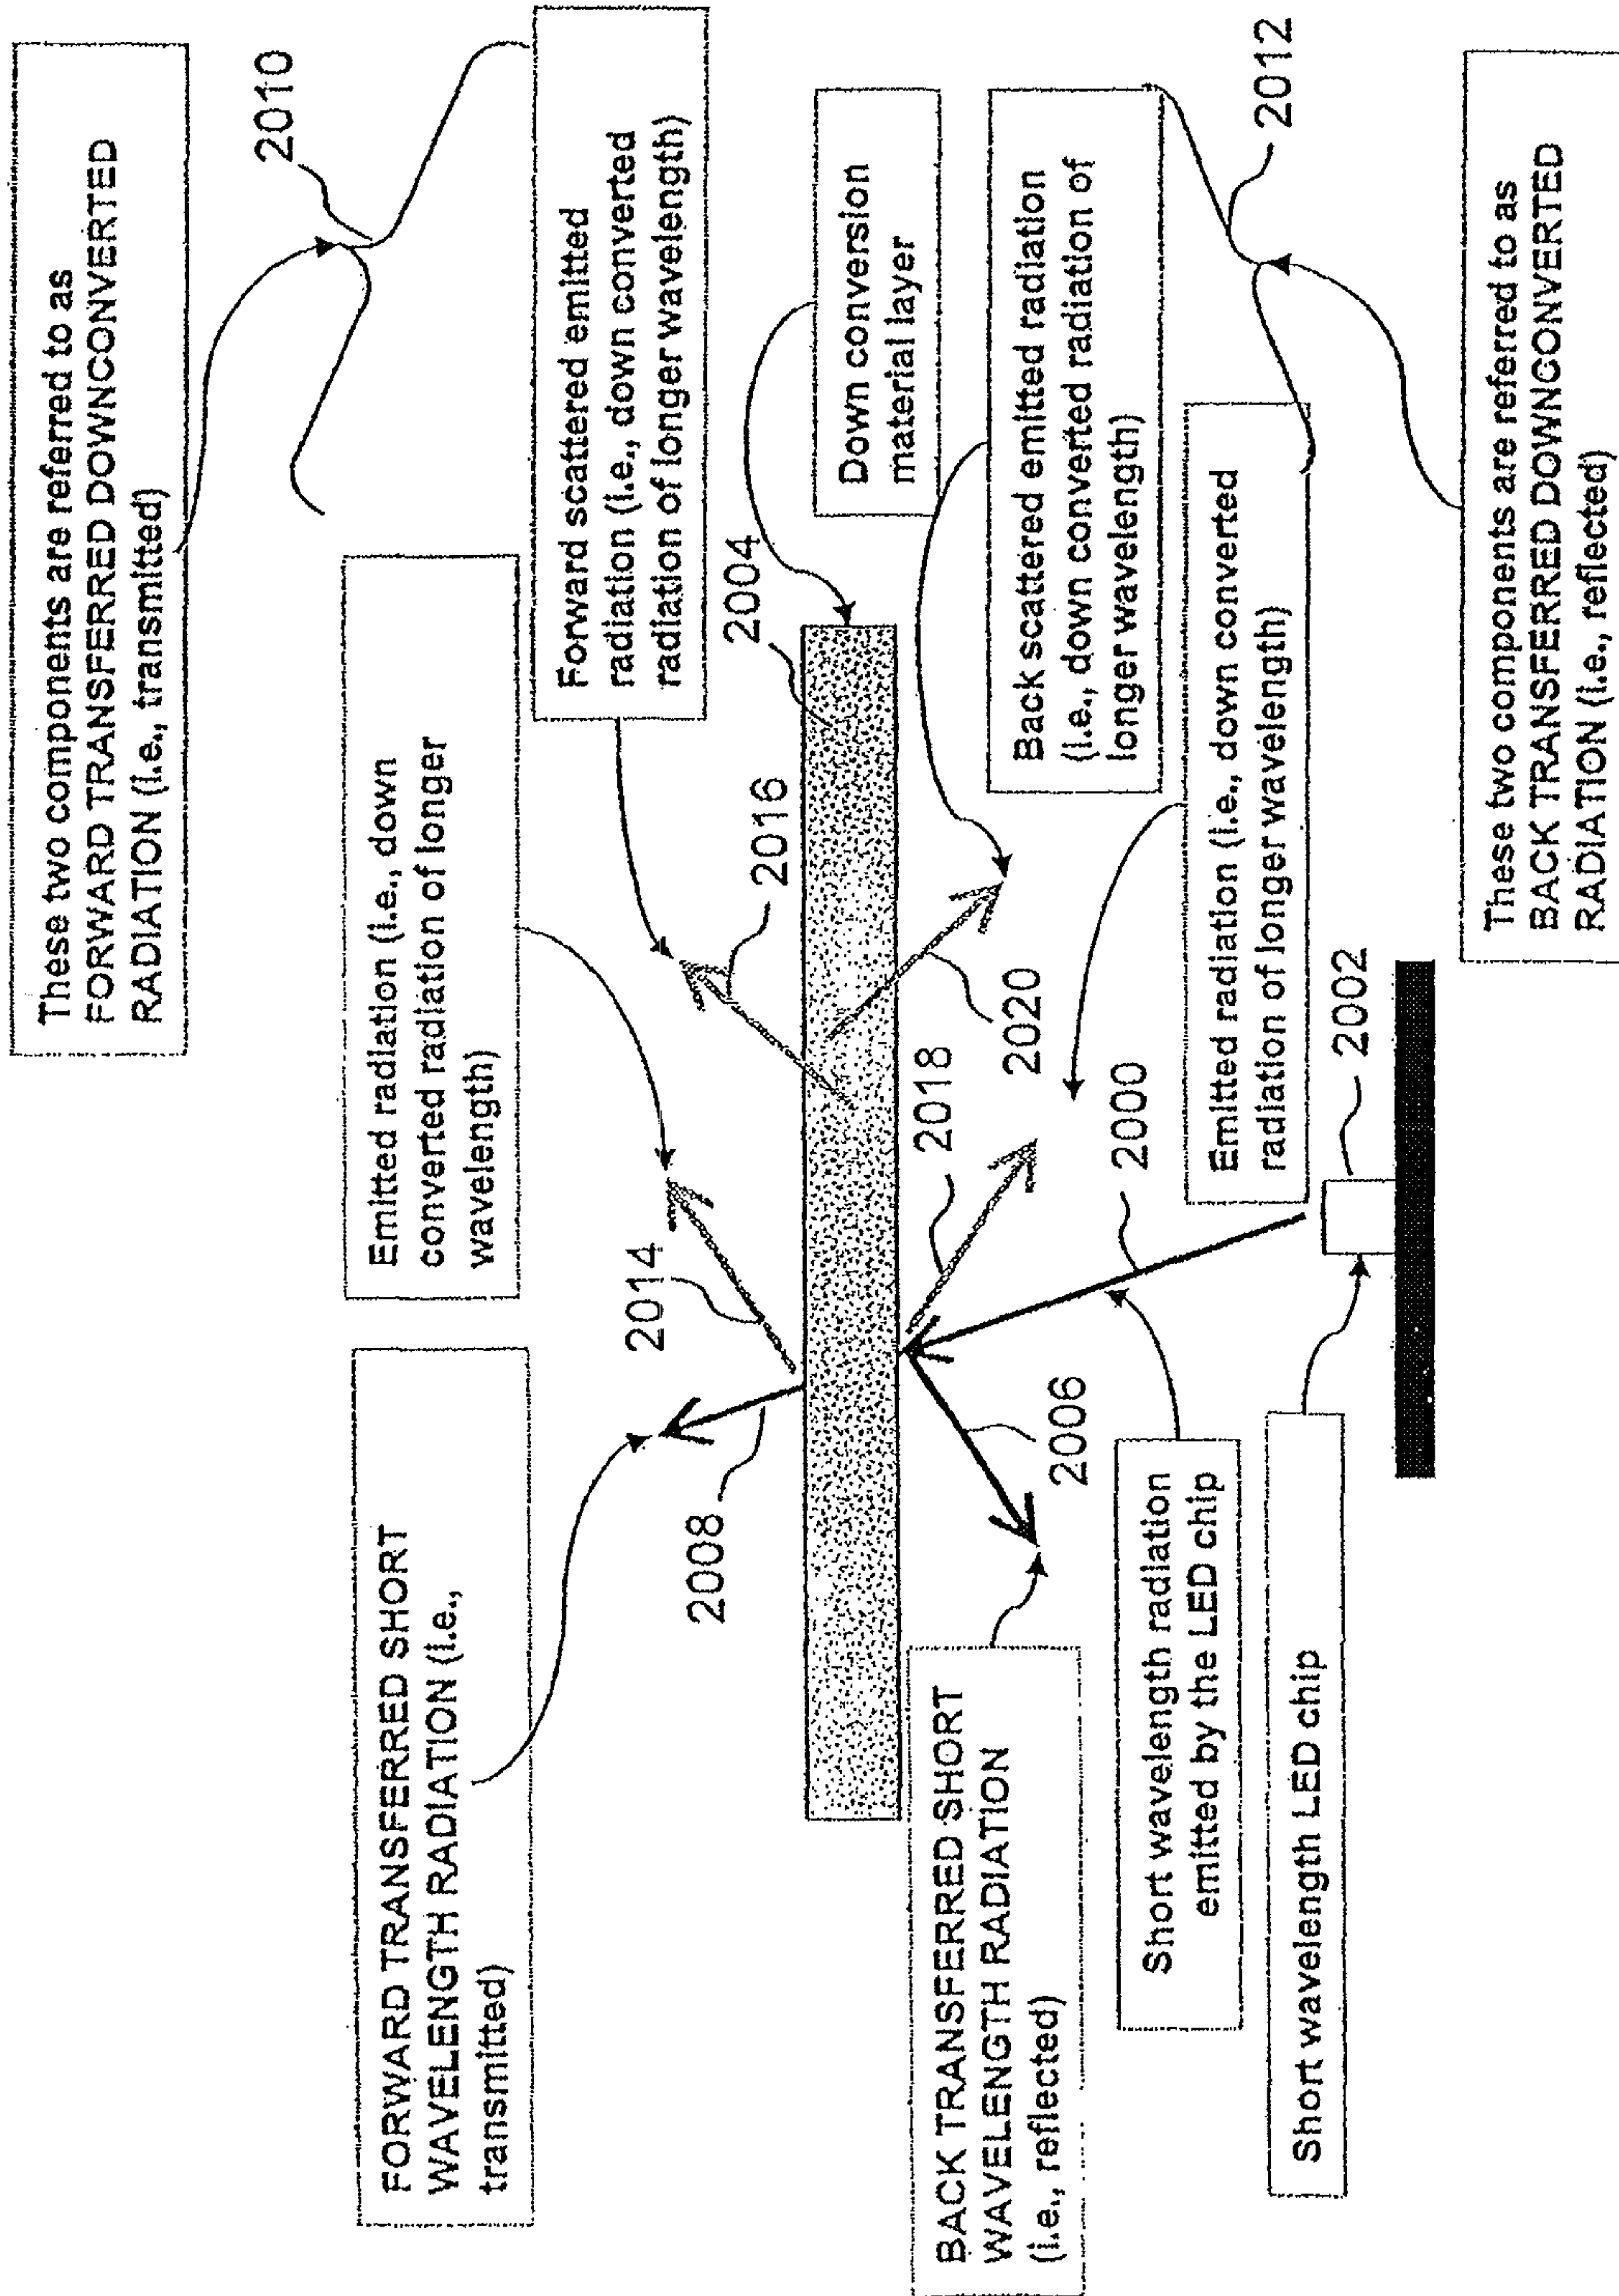 These two components are referred to as
FORWARD TRANSFERRED DOWNCONVERTED
RADIATION (i.e., transmitted)
2010
FORWARD TRANSFERRED SHORT
WAVELENGTH RADIATION (i.e.,
transmitted)
Emitted radiation (i.e., down
converted radiation of longer
wavelength)
Forward scattered emitted
radiation (i.e., down converted
radiation of longer wavelength)
2008
2014
2016
2004
Down conversion
material layer
BACK TRANSFERRED SHORT
WAVELENGTH RADIATION
(i.e., reflected)
2006
2018
2020
Back scattered emitted radiation
(i.e., down converted radiation of
longer wavelength)
2000
Short wavelength radiation
emitted by the LED chip
Emitted radiation (i.e., down converted
radiation of longer wavelength)
2012
Short wavelength LED chip
2002
These two components are referred to as
BACK TRANSFERRED DOWNCONVERTED
RADIATION (i.e., reflected)